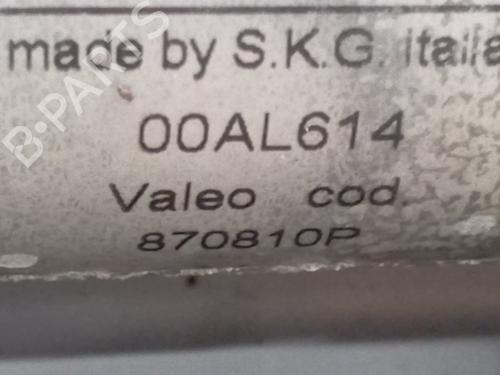 made by S.K.G. italia
00AL614
Valeo cod.
870810P
B-PARTS